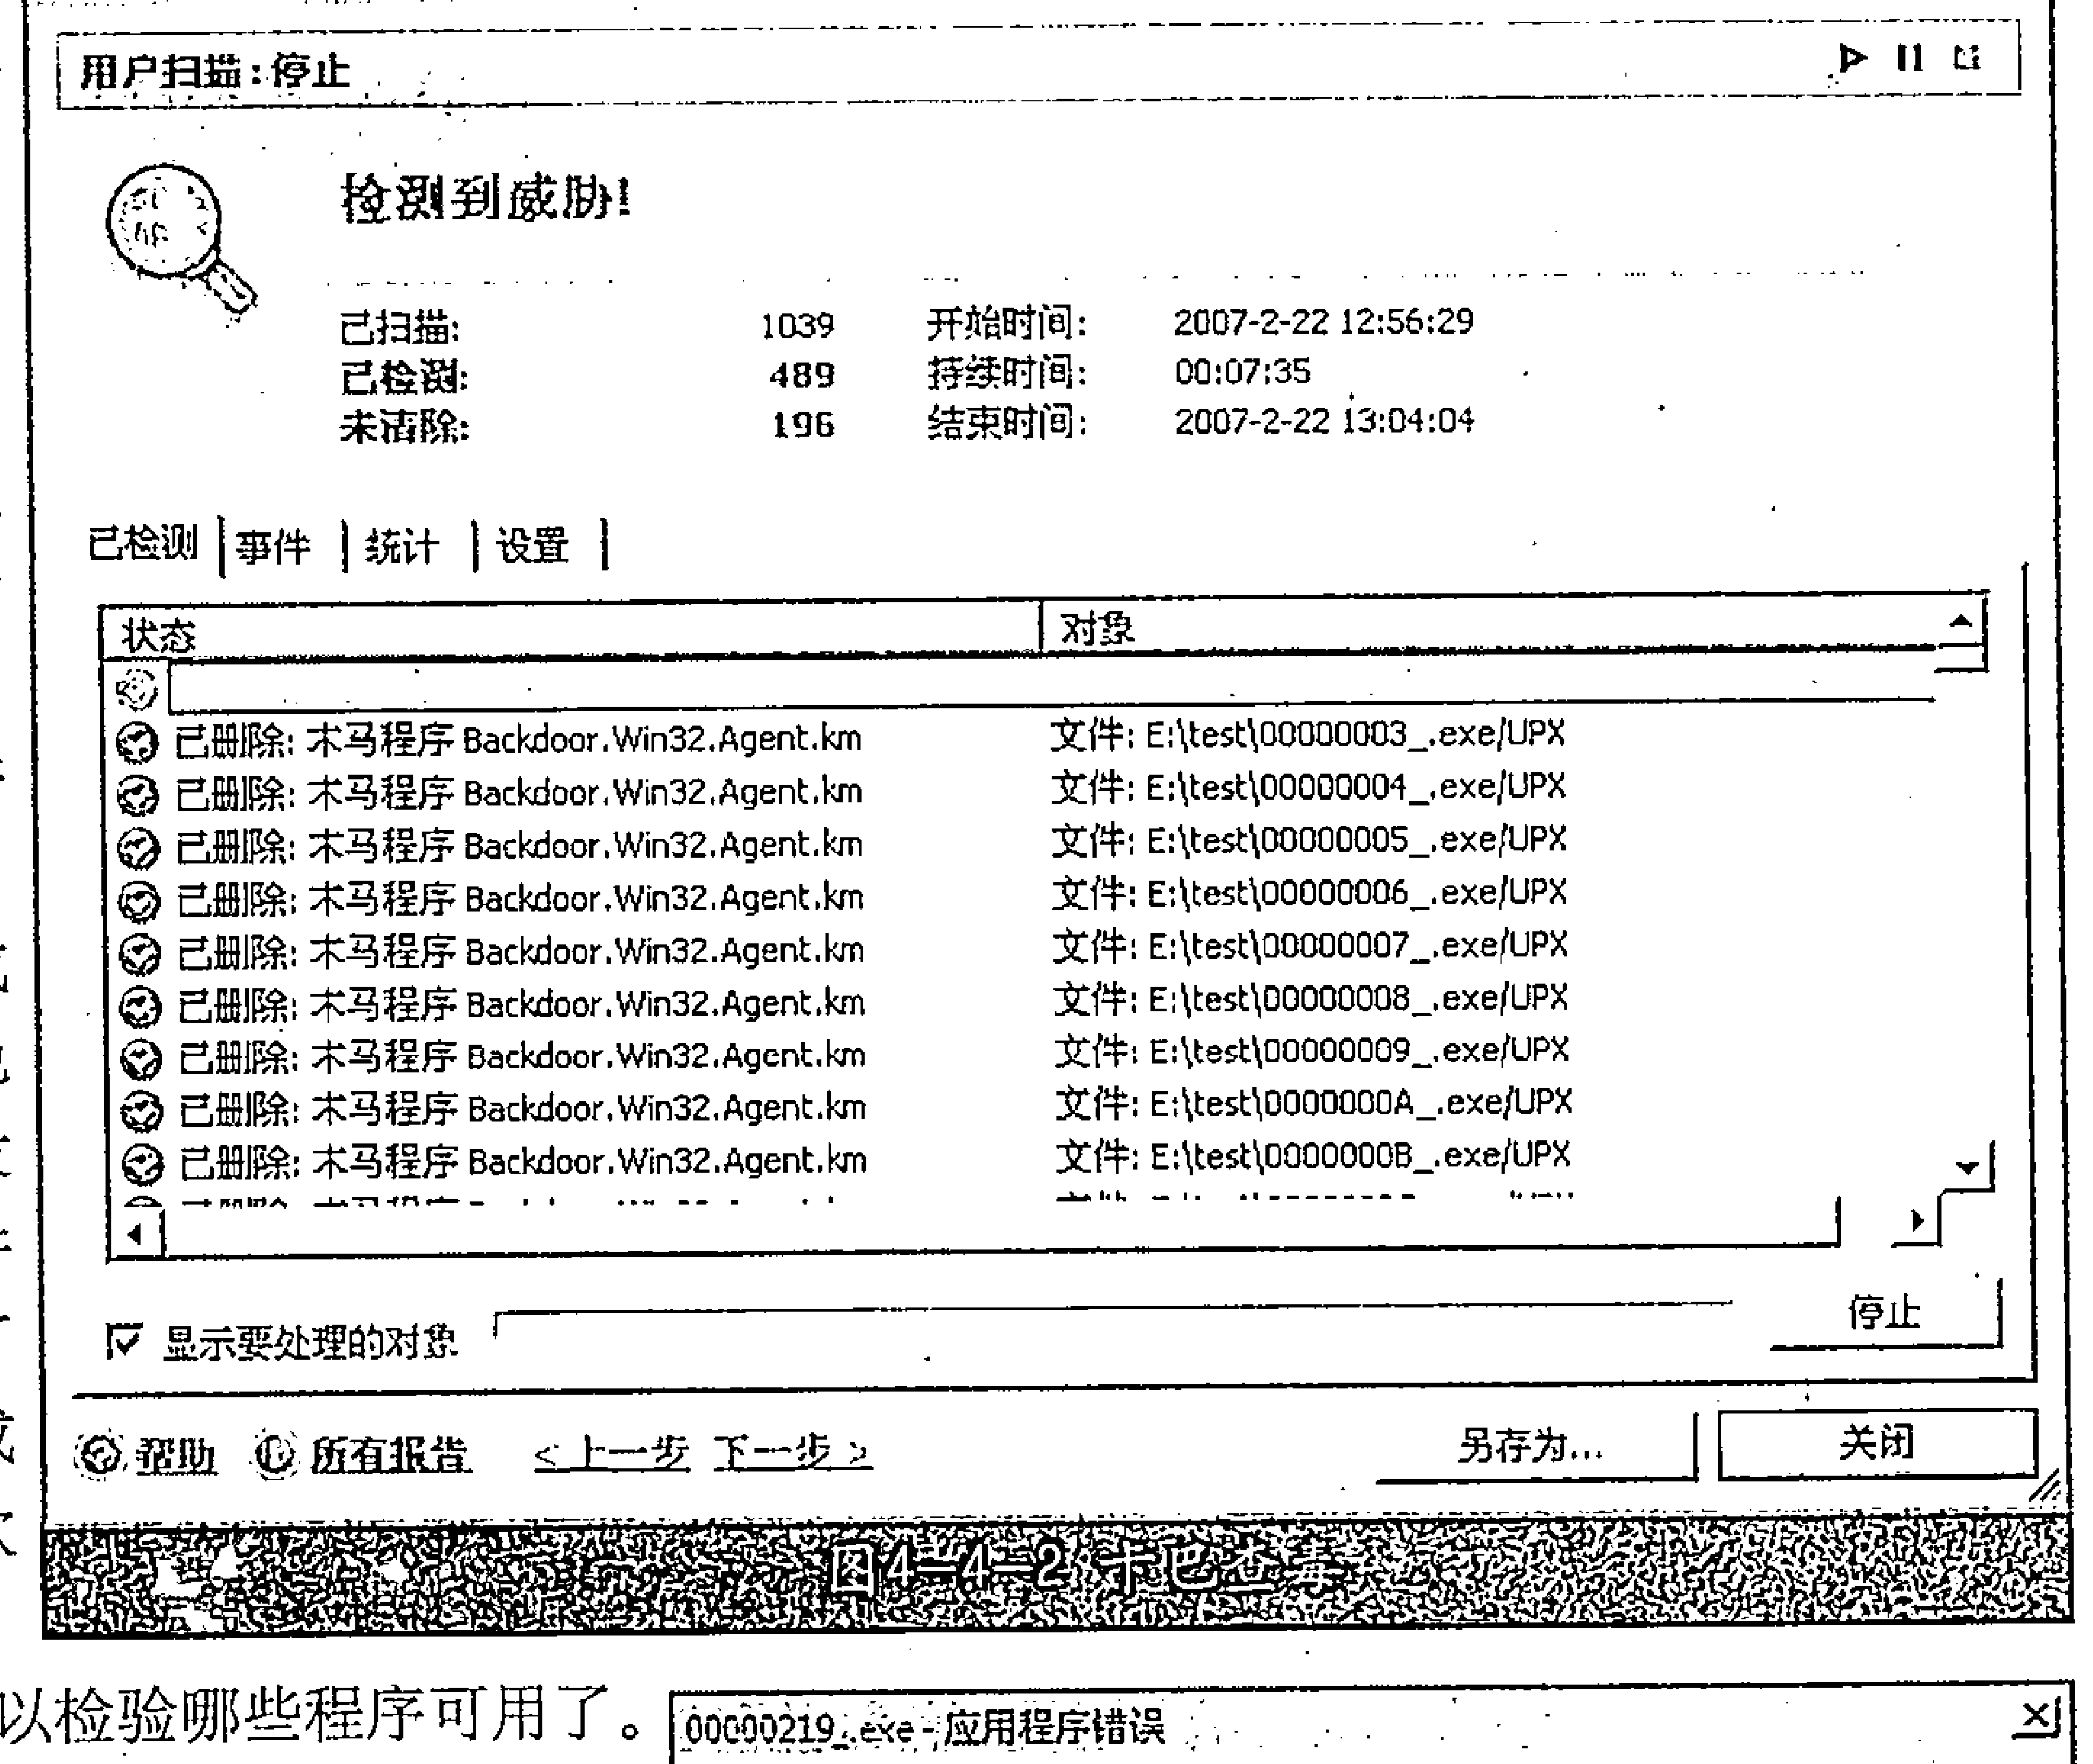 用户扫描:停止
检测到威胁!
已扫描: 1039 开始时间: 2007-2-22 12:56:29
已检测: 489 持续时间: 00:07:35
未清除: 196 结束时间: 2007-2-22 13:04:04
已检测 事件 统计 设置
状态 对象
已删除: 木马程序 Backdoor.Win32.Agent.km 文件: E:\test\00000003_.exe/UPX
已删除: 木马程序 Backdoor.Win32.Agent.km 文件: E:\test\00000004_.exe/UPX
已删除: 木马程序 Backdoor.Win32.Agent.km 文件: E:\test\00000005_.exe/UPX
已删除: 木马程序 Backdoor.Win32.Agent.km 文件: E:\test\00000006_.exe/UPX
已删除: 木马程序 Backdoor.Win32.Agent.km 文件: E:\test\00000007_.exe/UPX
已删除: 木马程序 Backdoor.Win32.Agent.km 文件: E:\test\00000008_.exe/UPX
已删除: 木马程序 Backdoor.Win32.Agent.km 文件: E:\test\00000009_.exe/UPX
已删除: 木马程序 Backdoor.Win32.Agent.km 文件: E:\test\0000000A_.exe/UPX
已删除: 木马程序 Backdoor.Win32.Agent.km 文件: E:\test\0000000B_.exe/UPX
显示要处理的对象 停止
帮助 所有报告 <上一步 下一步> 另存为... 关闭
图4-4-2 卡巴查毒
以检验哪些程序可用了。
00000219_.exe - 应用程序错误